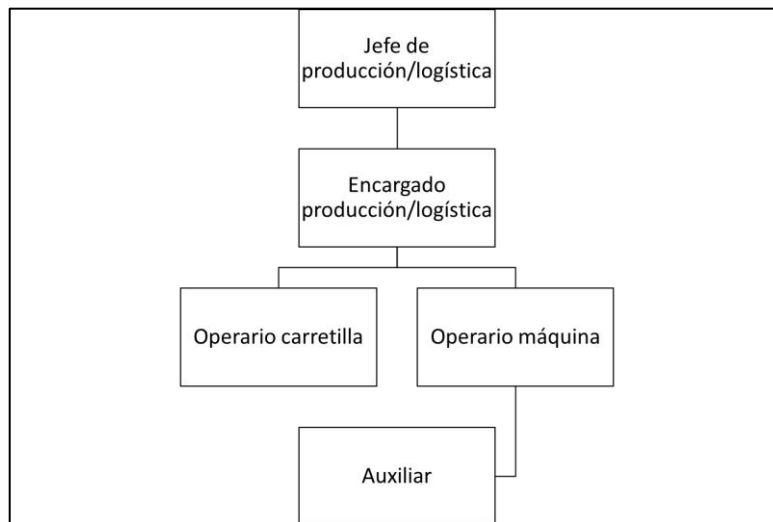 Jefe de
producción/logística
Encargado
producción/logística
Operario carretilla
Operario máquina
Auxiliar